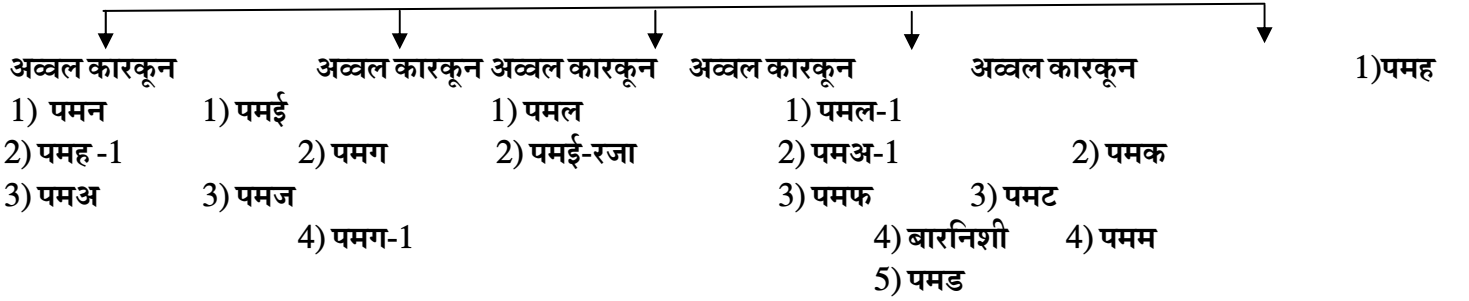 अव्वल कारकून अव्वल कारकून अव्वल कारकून अव्वल कारकून अव्वल कारकून 1)पमह
1) पमन 1) पमई 1) पमल 1) पमल-1
2) पमह -1 2) पमग 2) पमई-रजा 2) पमअ-1 2) पमक
3) पमअ 3) पमज 3) पमफ 3) पमट
4) पमग-1 4) बारनिशी 4) पमम
5) पमड